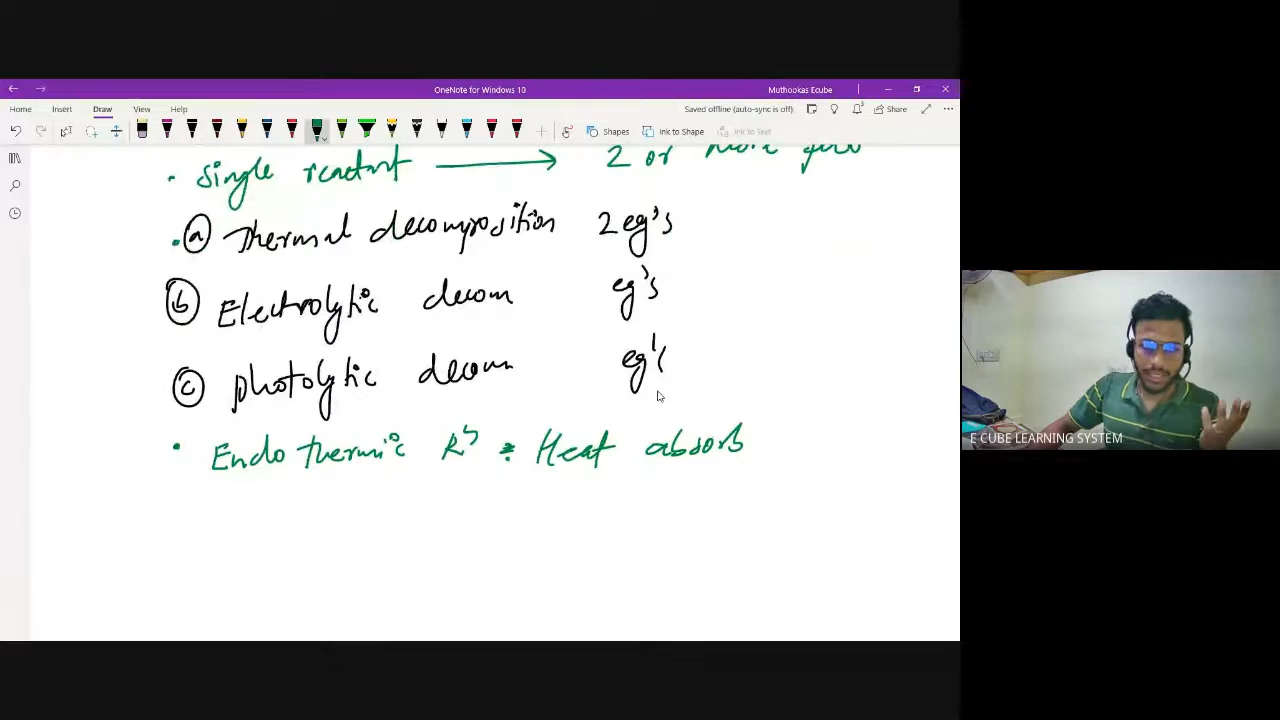 OneNote for Windows 10
Muthookas Ecube
Home Insert Draw View Help
Saved offline (auto-sync is off)
Share
Shapes
Ink to Shape
Ink to Text
• Single reactant → 2 or more
• (a) Thermal decomposition 2 eg's
(b) Electrolytic decom eg's
(c) photolytic decom eg's
• Endo thermic R^s : Heat absorb
E CUBE LEARNING SYSTEM